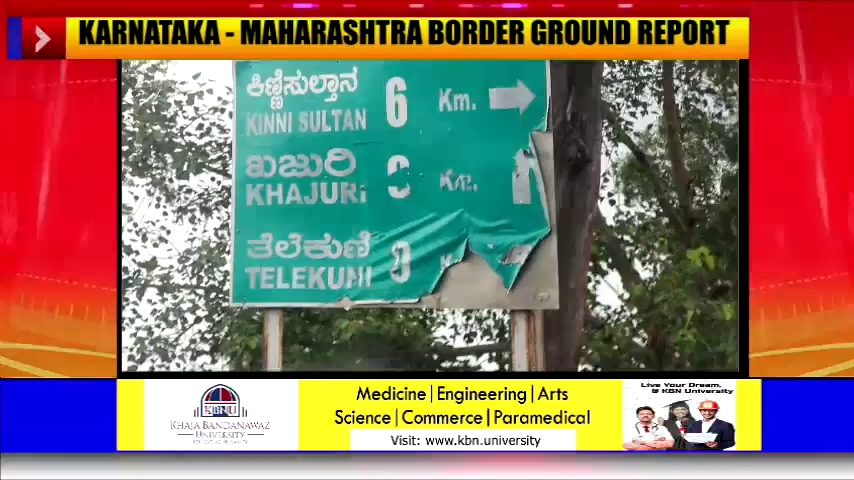 KARNATAKA - MAHARASHTRA BORDER GROUND REPORT
ಕಿಣ್ಣಿಸುಲ್ತಾನ
KINNI SULTAN 6 Km.
ಖಜುರಿ
KHAJURI Km.
ತೆಲೆಕುಣಿ
TELEKUNI
KBNU
KHAJA BANDANAWAZ
UNIVERSITY
Medicine|Engineering|Arts
Science|Commerce|Paramedical
Visit: www.kbn.university
Live Your Dream,
@ KBN University